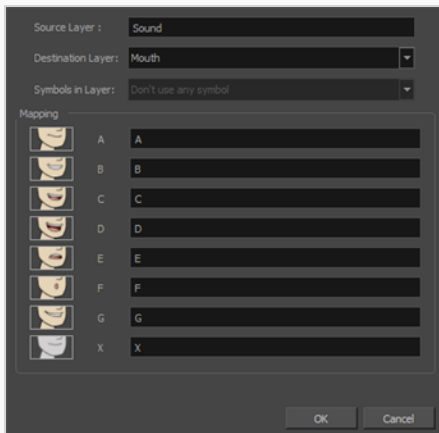 Source Layer : Sound
Destination Layer: Mouth
Symbols in Layer: Don't use any symbol
Mapping
A A
B B
C C
D D
E E
F F
G G
X X
OK Cancel